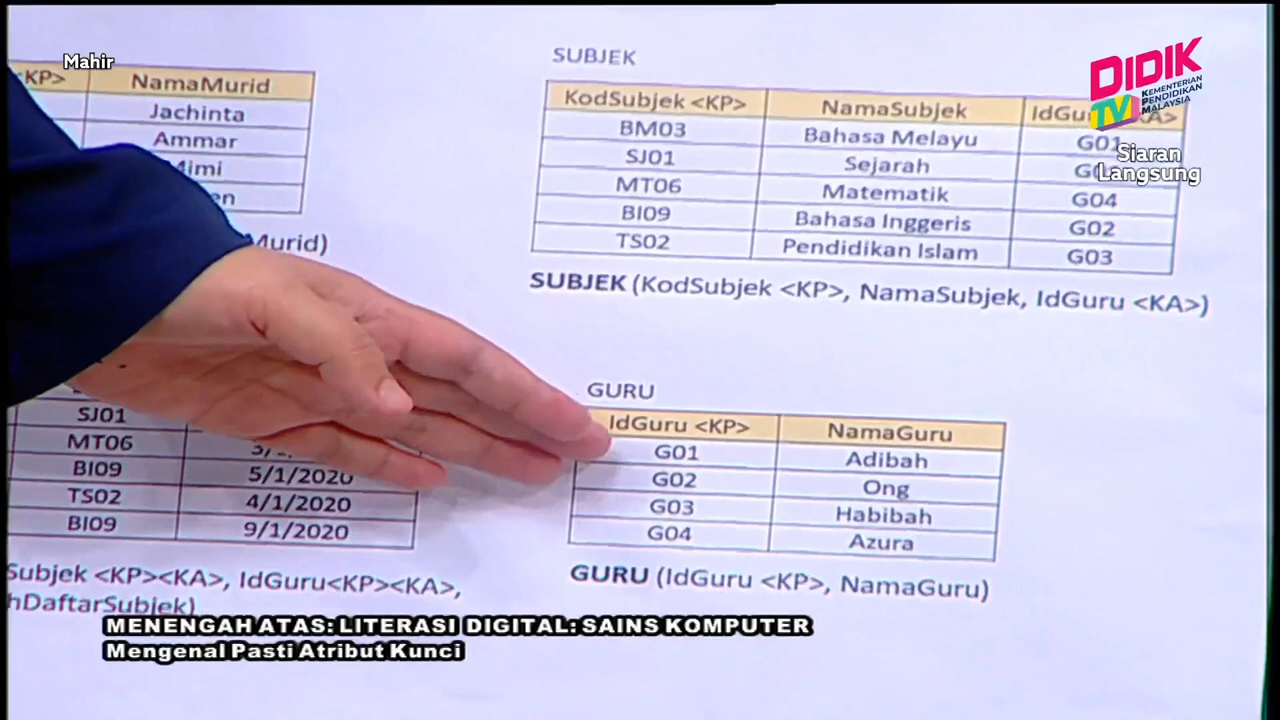 Mahir
<KP> NamaMurid
Jachinta
Ammar
Mimi
Murid)
SUBJEK
KodSubjek <KP> NamaSubjek
BM03 Bahasa Melayu G01
SJ01 Sejarah
MT06 Matematik G04
BI09 Bahasa Inggeris G02
TS02 Pendidikan Islam G03
SUBJEK (KodSubjek <KP>, NamaSubjek, IdGuru <KA>)
DIDIK
TV
KEMENTERIAN
PENDIDIKAN
MALAYSIA
Siaran
Langsung
SJ01
MT06
BI09 5/1/2020
TS02 4/1/2020
BI09 9/1/2020
Subjek <KP><KA>, IdGuru<KP><KA>,
hDaftarSubjek)
GURU
IdGuru <KP> NamaGuru
G01 Adibah
G02 Ong
G03 Habibah
G04 Azura
GURU (IdGuru <KP>, NamaGuru)
MENENGAH ATAS: LITERASI DIGITAL: SAINS KOMPUTER
Mengenal Pasti Atribut Kunci